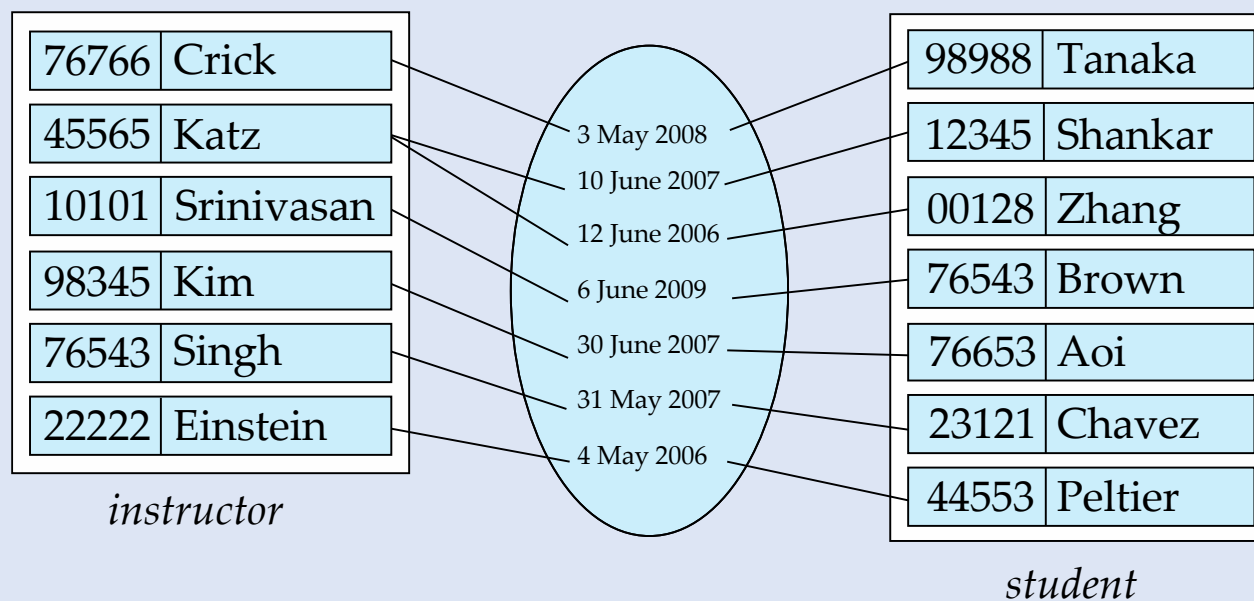 76766 Crick
45565 Katz
10101 Srinivasan
98345 Kim
76543 Singh
22222 Einstein
instructor
3 May 2008
10 June 2007
12 June 2006
6 June 2009
30 June 2007
31 May 2007
4 May 2006
98988 Tanaka
12345 Shankar
00128 Zhang
76543 Brown
76653 Aoi
23121 Chavez
44553 Peltier
student